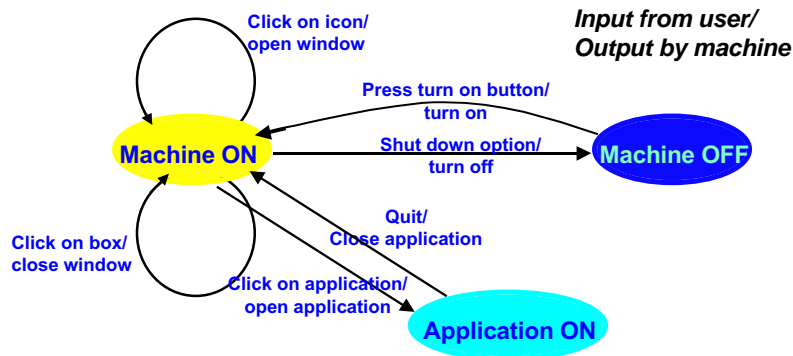 Click on icon/
open window
Input from user/
Output by machine
Press turn on button/
turn on
Machine ON
Shut down option/
turn off
Machine OFF
Click on box/
close window
Quit/
Close application
Click on application/
open application
Application ON